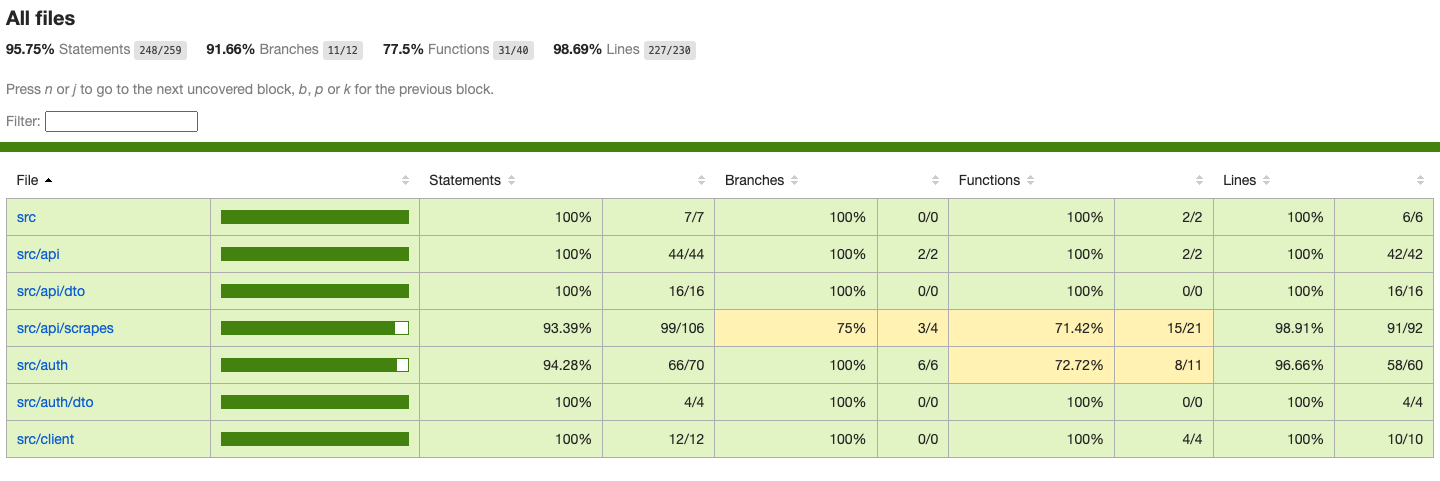 All files
95.75% Statements 248/259 91.66% Branches 11/12 77.5% Functions 31/40 98.69% Lines 227/230
Press n or j to go to the next uncovered block, b, p or k for the previous block.
Filter:
File Statements Branches Functions Lines
src 100% 7/7 100% 0/0 100% 2/2 100% 6/6
src/api 100% 44/44 100% 2/2 100% 2/2 100% 42/42
src/api/dto 100% 16/16 100% 0/0 100% 0/0 100% 16/16
src/api/scrapes 93.39% 99/106 75% 3/4 71.42% 15/21 98.91% 91/92
src/auth 94.28% 66/70 100% 6/6 72.72% 8/11 96.66% 58/60
src/auth/dto 100% 4/4 100% 0/0 100% 0/0 100% 4/4
src/client 100% 12/12 100% 0/0 100% 4/4 100% 10/10